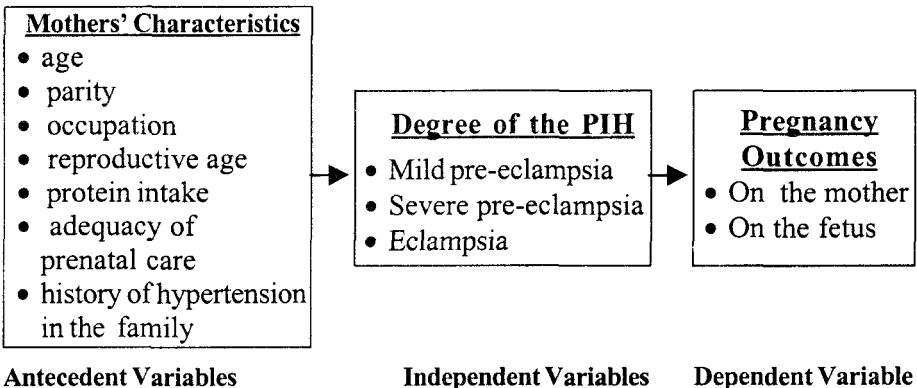 Mothers' Characteristics
• age
• parity
• occupation
• reproductive age
• protein intake
• adequacy of
prenatal care
• history of hypertension
in the family
Degree of the PIH
• Mild pre-eclampsia
• Severe pre-eclampsia
• Eclampsia
Pregnancy
Outcomes
• On the mother
• On the fetus
Antecedent Variables
Independent Variables
Dependent Variable